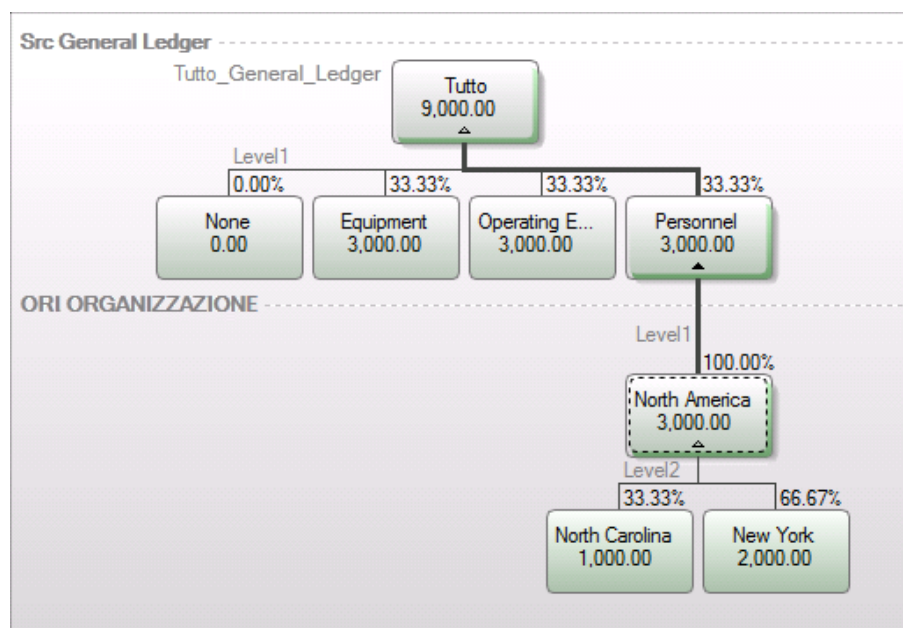 Src General Ledger
Tutto_General_Ledger
Tutto
9,000.00
Level1
0.00% 33.33% 33.33% 33.33%
None Equipment Operating E... Personnel
0.00 3,000.00 3,000.00 3,000.00
ORI ORGANIZZAZIONE
Level1
100.00%
North America
3,000.00
Level2
33.33% 66.67%
North Carolina New York
1,000.00 2,000.00